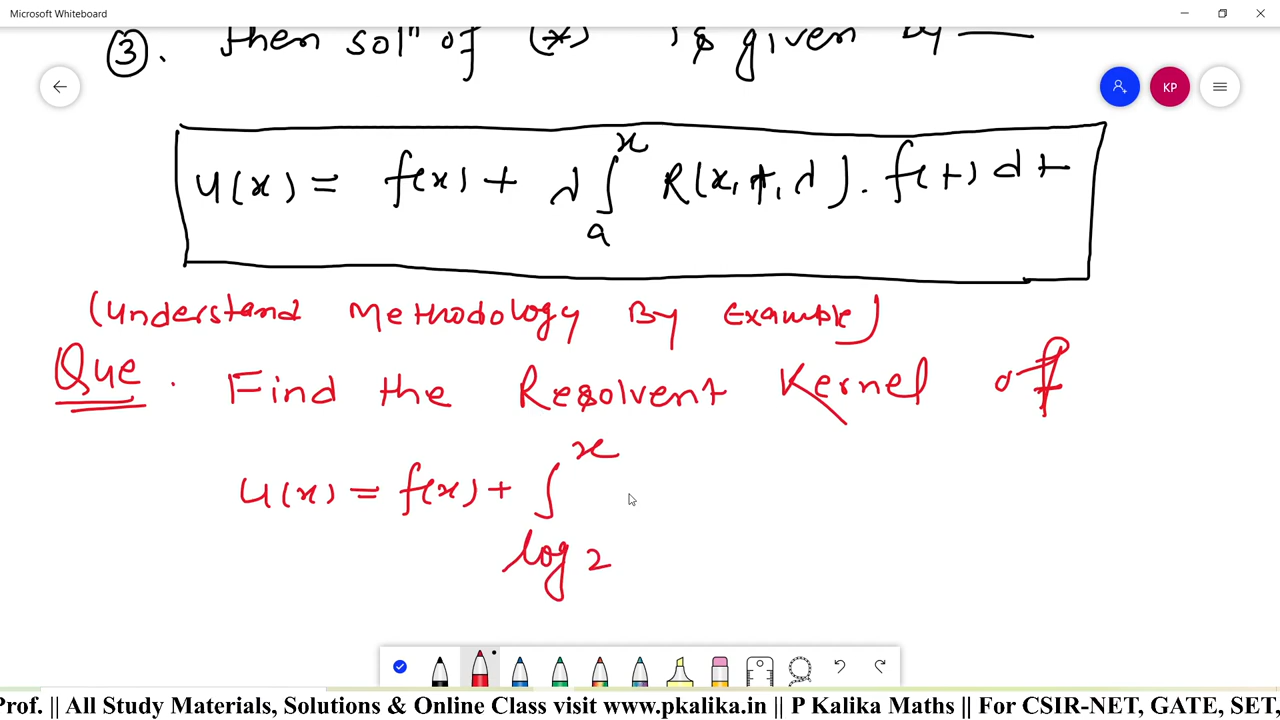 Microsoft Whiteboard
③. then solⁿ of (*) is given by —
KP
u(x) = f(x) + λ ∫ₐˣ R(x, t, λ). f(t) dt
(Understand Methodology By Example)
Que. Find the Resolvent Kernel of
u(x) = f(x) + ∫ x
log 2
Prof. || All Study Materials, Solutions & Online Class visit www.pkalika.in || P Kalika Maths || For CSIR-NET, GATE, SET,